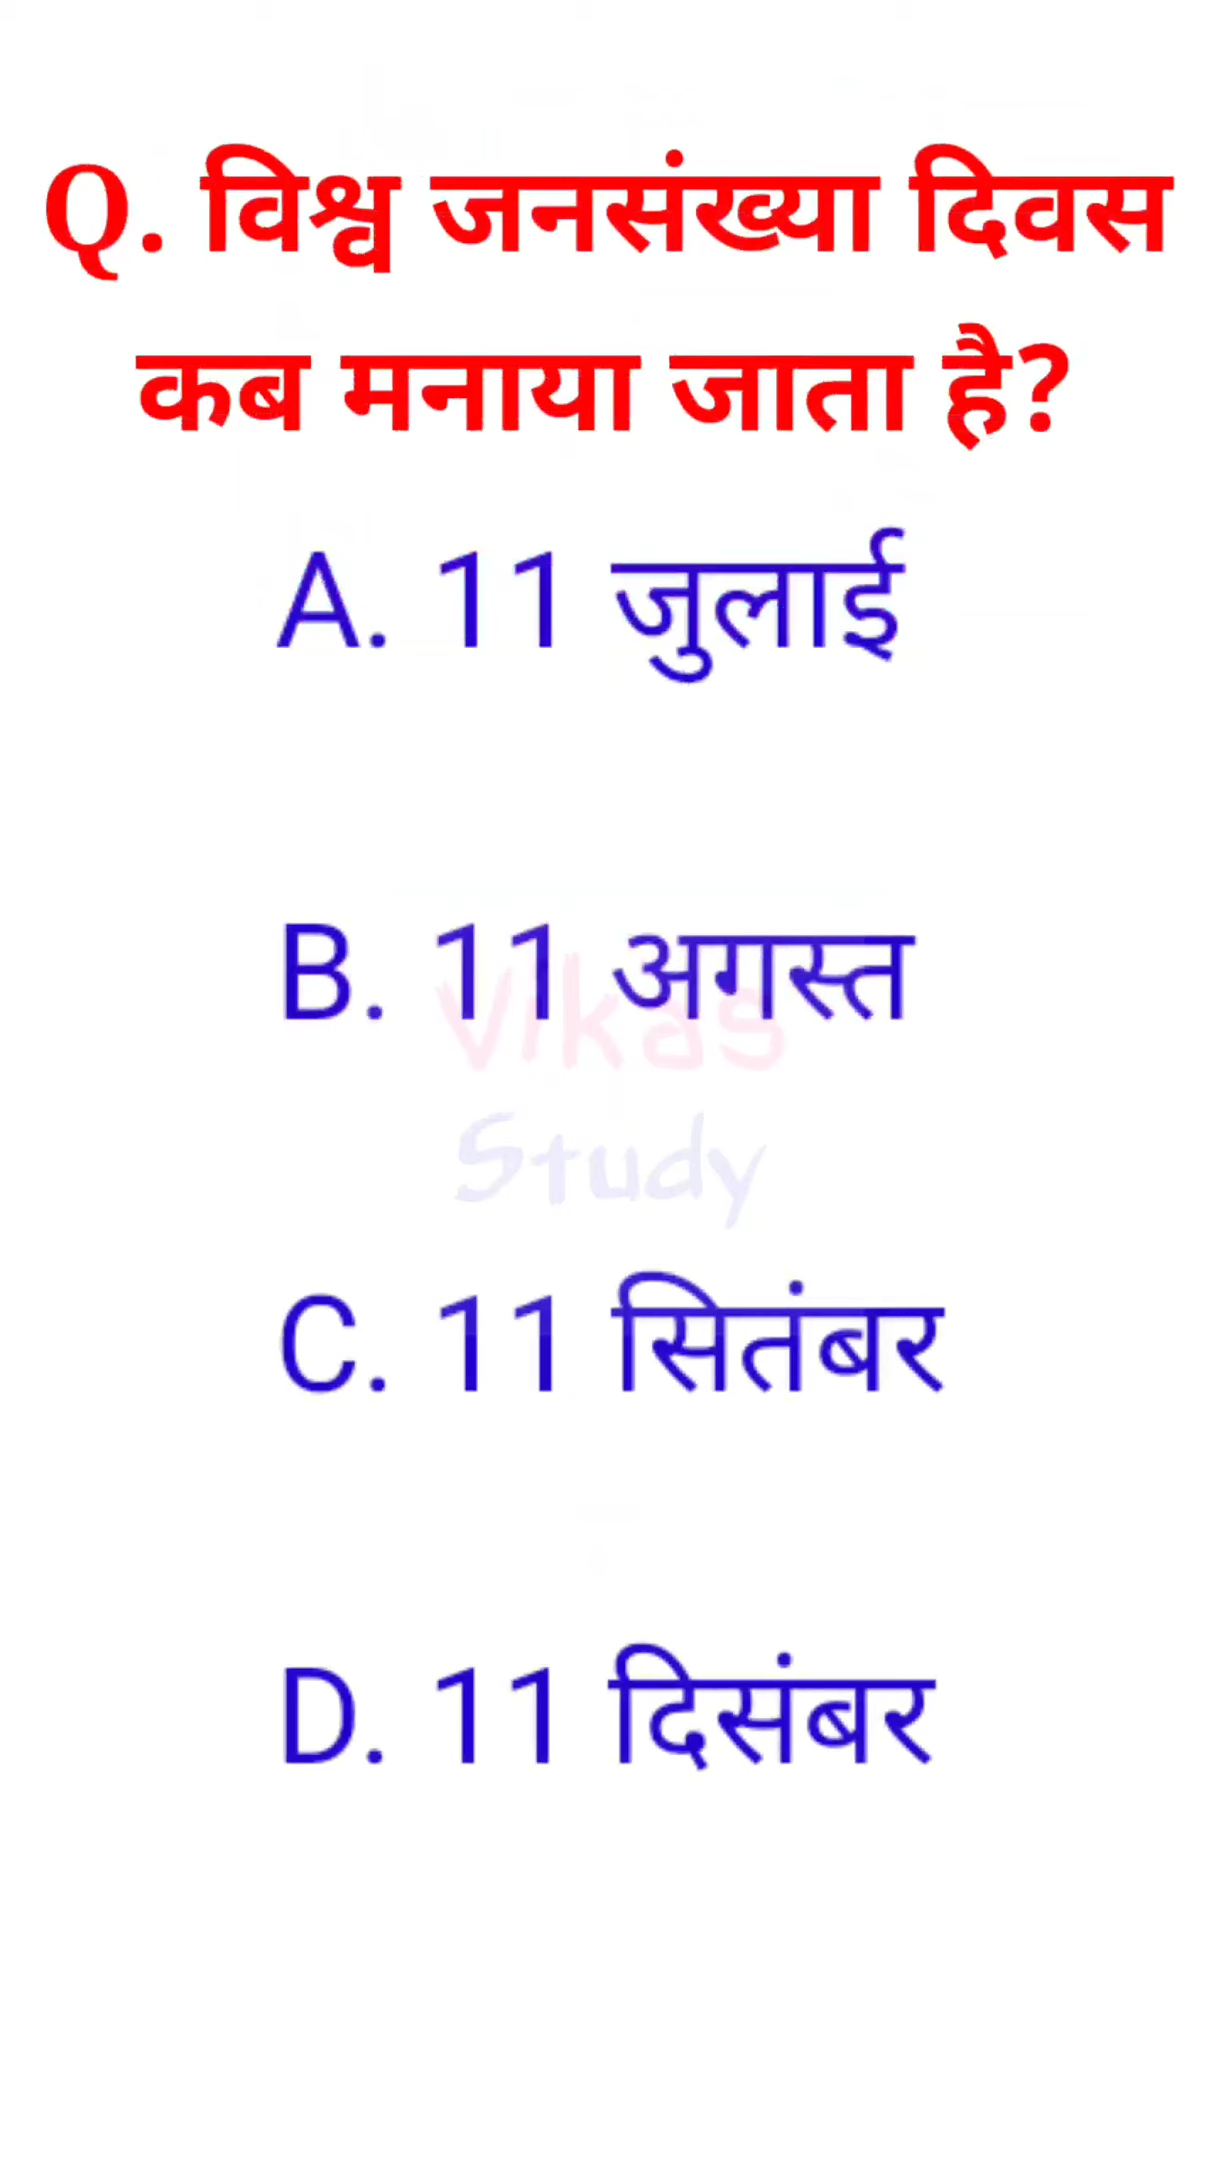 Q. विश्व जनसंख्या दिवस
कब मनाया जाता है?
A. 11 जुलाई
B. 11 अगस्त
Vikas
Study
C. 11 सितंबर
D. 11 दिसंबर